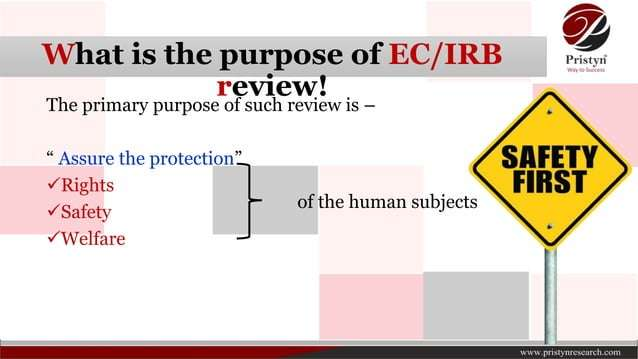 What is the purpose of EC/IRB
review!
Pristyn
Way to Success
The primary purpose of such review is –
“ Assure the protection”
✓Rights
✓Safety
✓Welfare
of the human subjects
SAFETY
FIRST
www.pristynresearch.com